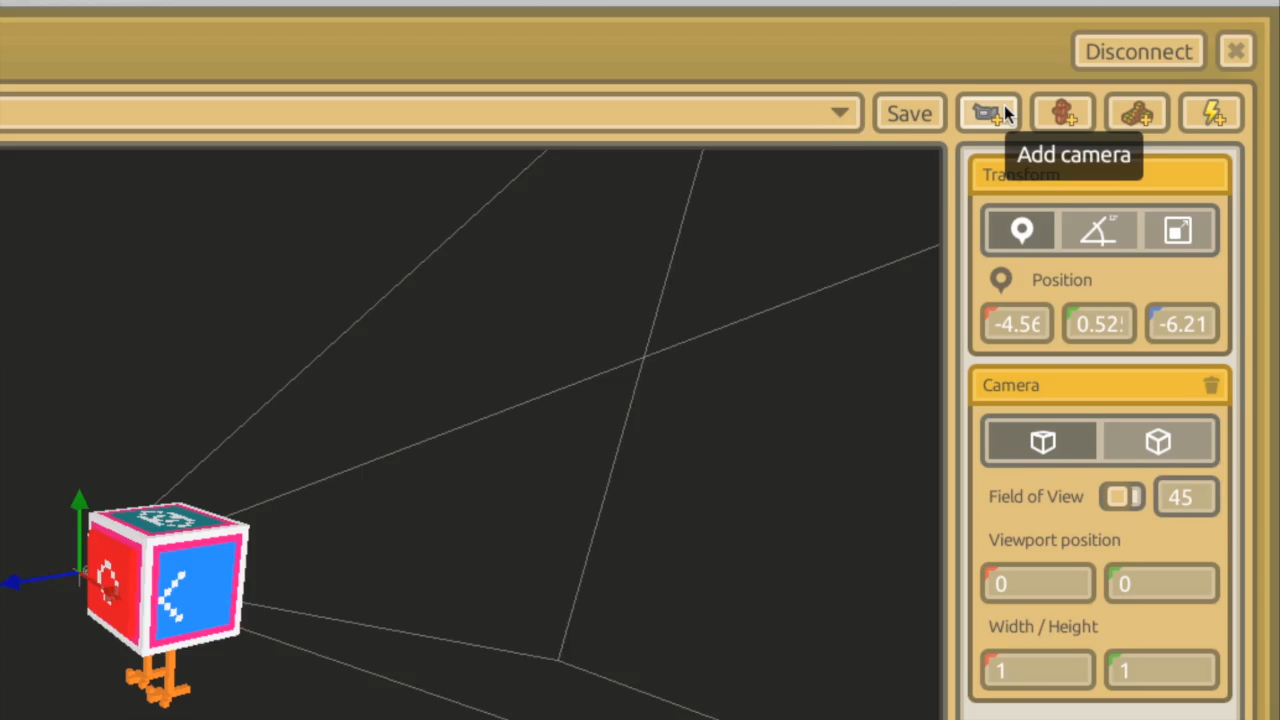 Disconnect
Save
Add camera
Transform
Position
-4.56 0.52 -6.21
Camera
Field of View 45
Viewport position
0 0
Width / Height
1 1